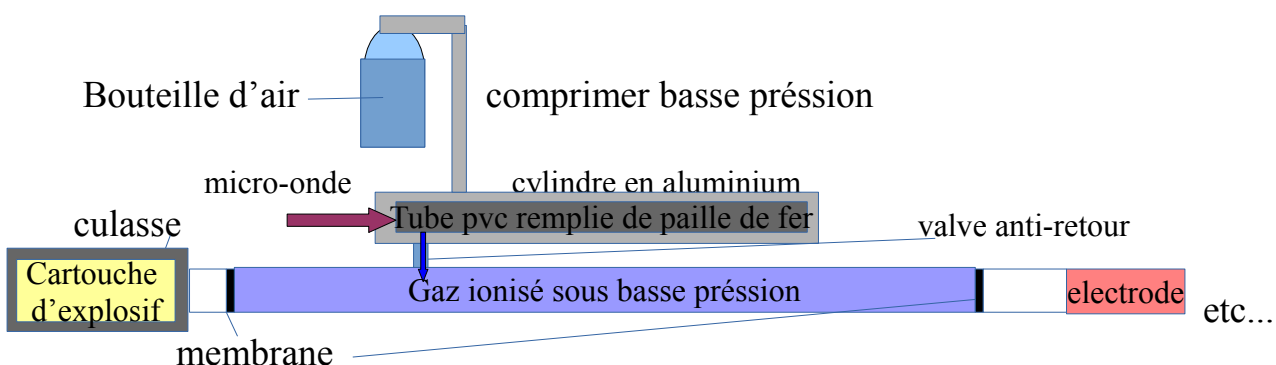 Bouteille d'air
comprimer basse préssion
micro-onde
cylindre en aluminium
culasse
Tube pvc remplie de paille de fer
valve anti-retour
Cartouche
d'explosif
Gaz ionisé sous basse préssion
electrode
etc...
membrane